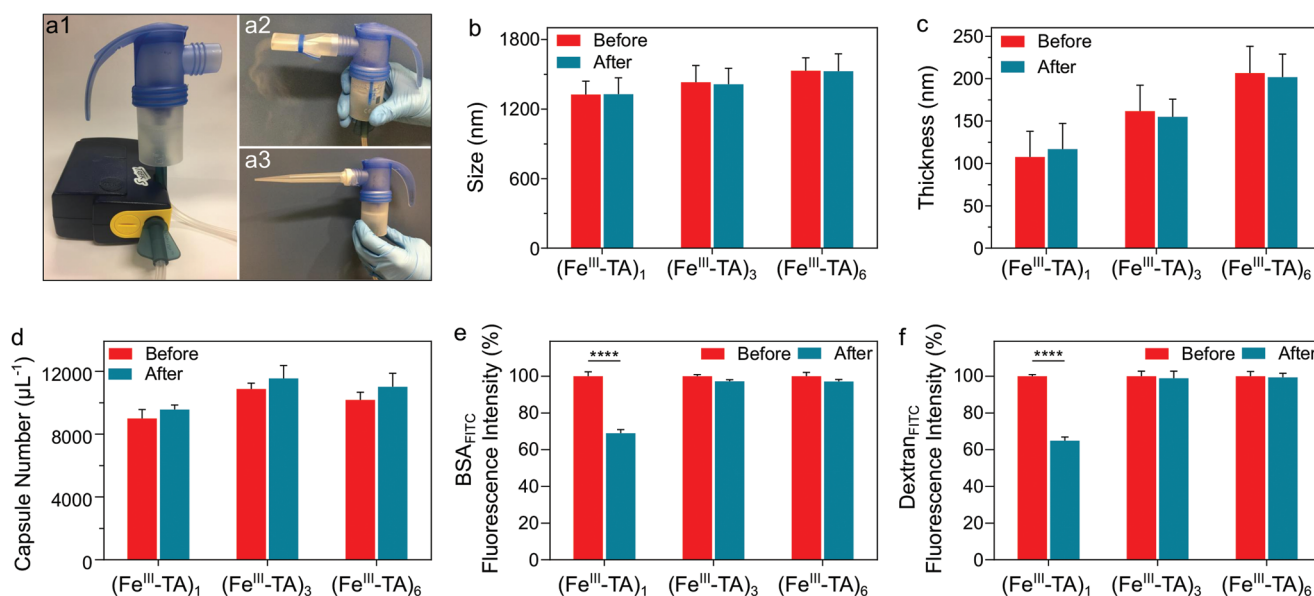 a1
a2
a3
b
Size (nm)
1800
1200
600
0
Before
After
(Feᴵᴵᴵ-TA)₁
(Feᴵᴵᴵ-TA)₃
(Feᴵᴵᴵ-TA)₆
c
Thickness (nm)
250
200
150
100
50
0
Before
After
(Feᴵᴵᴵ-TA)₁
(Feᴵᴵᴵ-TA)₃
(Feᴵᴵᴵ-TA)₆
d
Capsule Number (µL⁻¹)
12000
8000
4000
0
Before
After
(Feᴵᴵᴵ-TA)₁
(Feᴵᴵᴵ-TA)₃
(Feᴵᴵᴵ-TA)₆
e
BSA_FITC
Fluorescence Intensity (%)
100
80
60
40
20
0
****
Before
After
(Feᴵᴵᴵ-TA)₁
(Feᴵᴵᴵ-TA)₃
(Feᴵᴵᴵ-TA)₆
f
Dextran_FITC
Fluorescence Intensity (%)
100
80
60
40
20
0
****
Before
After
(Feᴵᴵᴵ-TA)₁
(Feᴵᴵᴵ-TA)₃
(Feᴵᴵᴵ-TA)₆